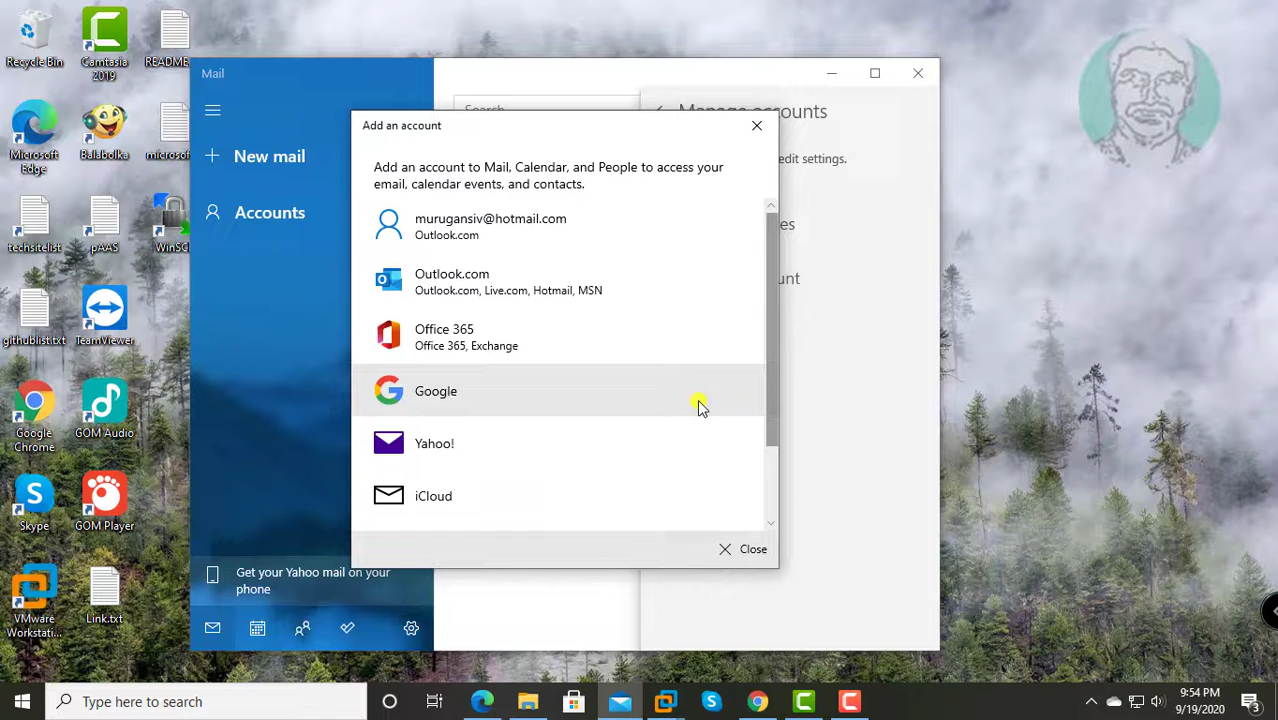 Recycle Bin
Camtasia
2019
README
Microsoft
Edge
Balabolka
micros
techsitelist
pAAS
WinSC
githublist.txt
TeamViewer
Google
Chrome
GOM Audio
Skype
GOM Player
VMware
Workstati...
Link.txt
Mail
New mail
Accounts
Get your Yahoo mail on your
phone
Search
Manage accounts
edit settings.
Add an account
Add an account to Mail, Calendar, and People to access your
email, calendar events, and contacts.
murugansiv@hotmail.com
Outlook.com
Outlook.com
Outlook.com, Live.com, Hotmail, MSN
Office 365
Office 365, Exchange
Google
Yahoo!
iCloud
Close
Type here to search
9:54 PM
9/19/2020
3